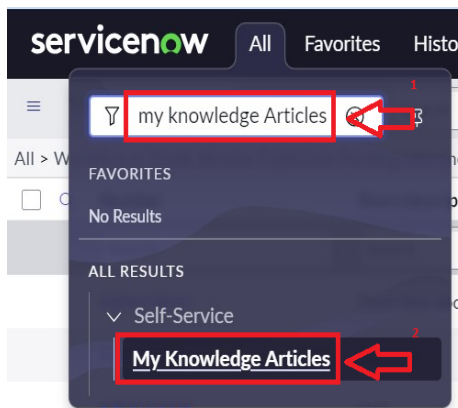 servicenow All Favorites Histo
1
my knowledge Articles
All > W
FAVORITES
No Results
ALL RESULTS
Self-Service
2
My Knowledge Articles